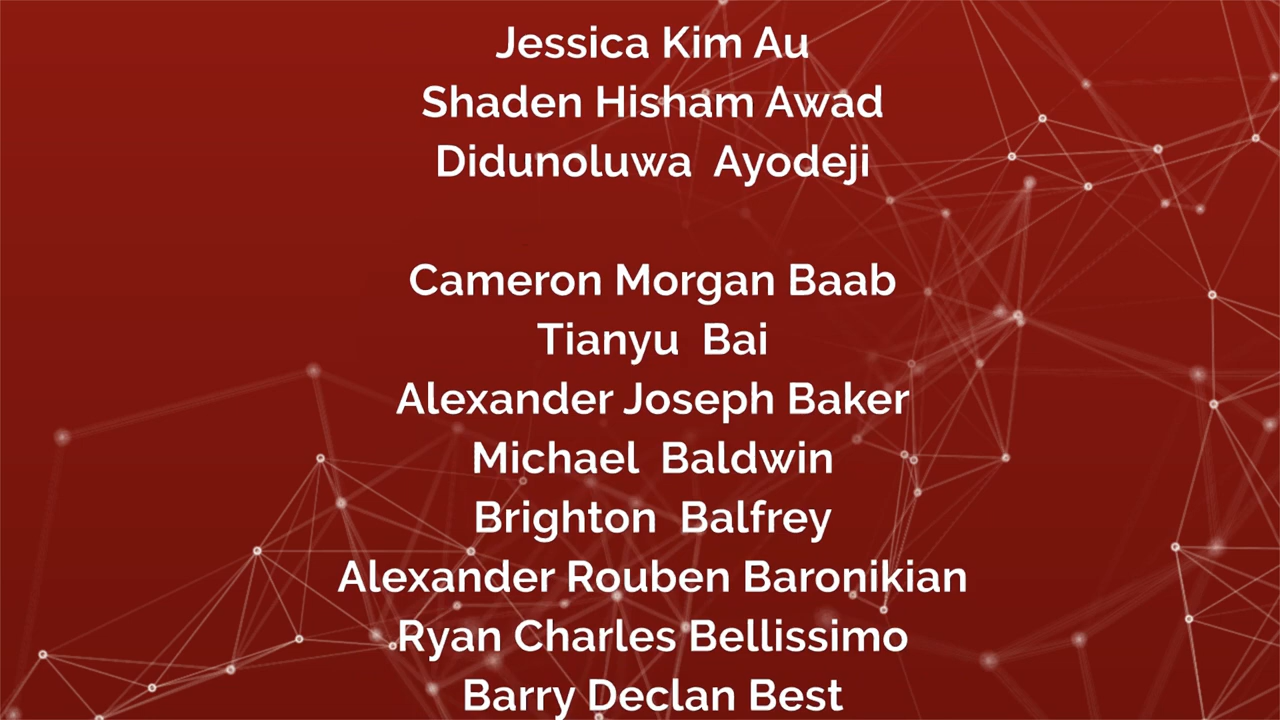 Jessica Kim Au
Shaden Hisham Awad
Didunoluwa Ayodeji
Cameron Morgan Baab
Tianyu Bai
Alexander Joseph Baker
Michael Baldwin
Brighton Balfrey
Alexander Rouben Baronikian
Ryan Charles Bellissimo
Barry Declan Best